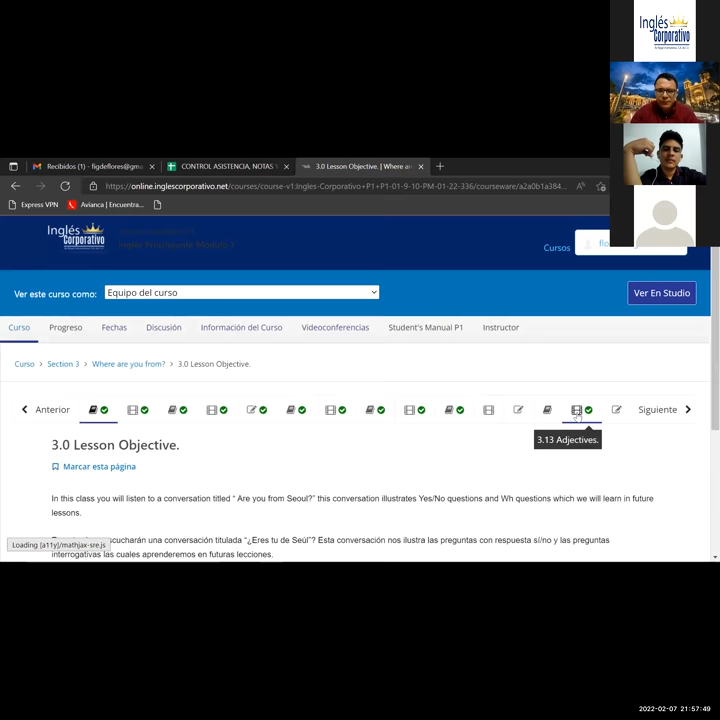 Inglés
Corporativo
Recibidos (1) - figdeflores@gma
CONTROL ASISTENCIA, NOTAS
3.0 Lesson Objective. | Where ar
https://online.inglescorporativo.net/courses/course-v1:Ingles-Corporativo+P1+P1-01-9-10-PM-01-22-336/courseware/a2a0b1a384...
Express VPN
Avianca | Encuentra...
Inglés
Corporativo
Inglés Principiante Módulo 1
Cursos
flo
Ver este curso como:
Equipo del curso
Ver En Studio
Curso
Progreso
Fechas
Discusión
Información del Curso
Videoconferencias
Student's Manual P1
Instructor
Curso > Section 3 > Where are you from? > 3.0 Lesson Objective.
Anterior
Siguiente
3.13 Adjectives.
3.0 Lesson Objective.
Marcar esta página
In this class you will listen to a conversation titled “ Are you from Seoul?” this conversation illustrates Yes/No questions and Wh questions which we will learn in future
lessons.
escucharán una conversación titulada “¿Eres tu de Seúl”? Esta conversación nos ilustra las preguntas con respuesta sí/no y las preguntas
Loading [a11y]/mathjax-sre.js
interrogativas las cuales aprenderemos en futuras lecciones.
2022-02-07 21:57:49